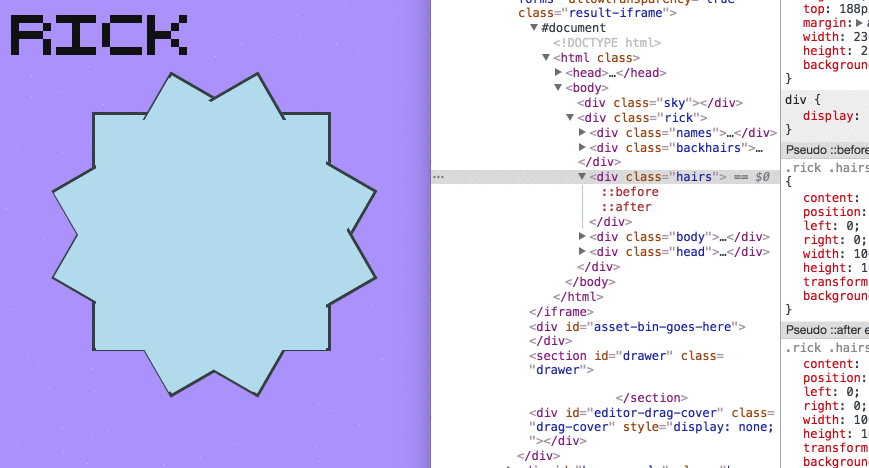 RICK
forms" allowtransparency="true"
class="result-iframe">
▼#document
<!DOCTYPE html>
▼<html class>
▶<head>…</head>
▼<body>
<div class="sky"></div>
▼<div class="rick">
▶<div class="names">…</div>
▶<div class="backhairs">…
</div>
… ▼<div class="hairs"> == $0
::before
::after
</div>
▶<div class="body">…</div>
▶<div class="head">…</div>
</div>
</body>
</html>
</iframe>
<div id="asset-bin-goes-here">
</div>
<section id="drawer" class=
"drawer">
</section>
<div id="editor-drag-cover" class=
"drag-cover" style="display: none;
"></div>
</div>
top: 188p
margin:▶
width: 23
height: 2
background
}
div {
display:
}
Pseudo ::before
.rick .hairs
{
content:
position:
left: 0;
right: 0;
width: 10
height: 1
transform
background
}
Pseudo ::after e
.rick .hairs
{
content:
position:
left: 0;
right: 0;
width: 10
height: 1
transform
background